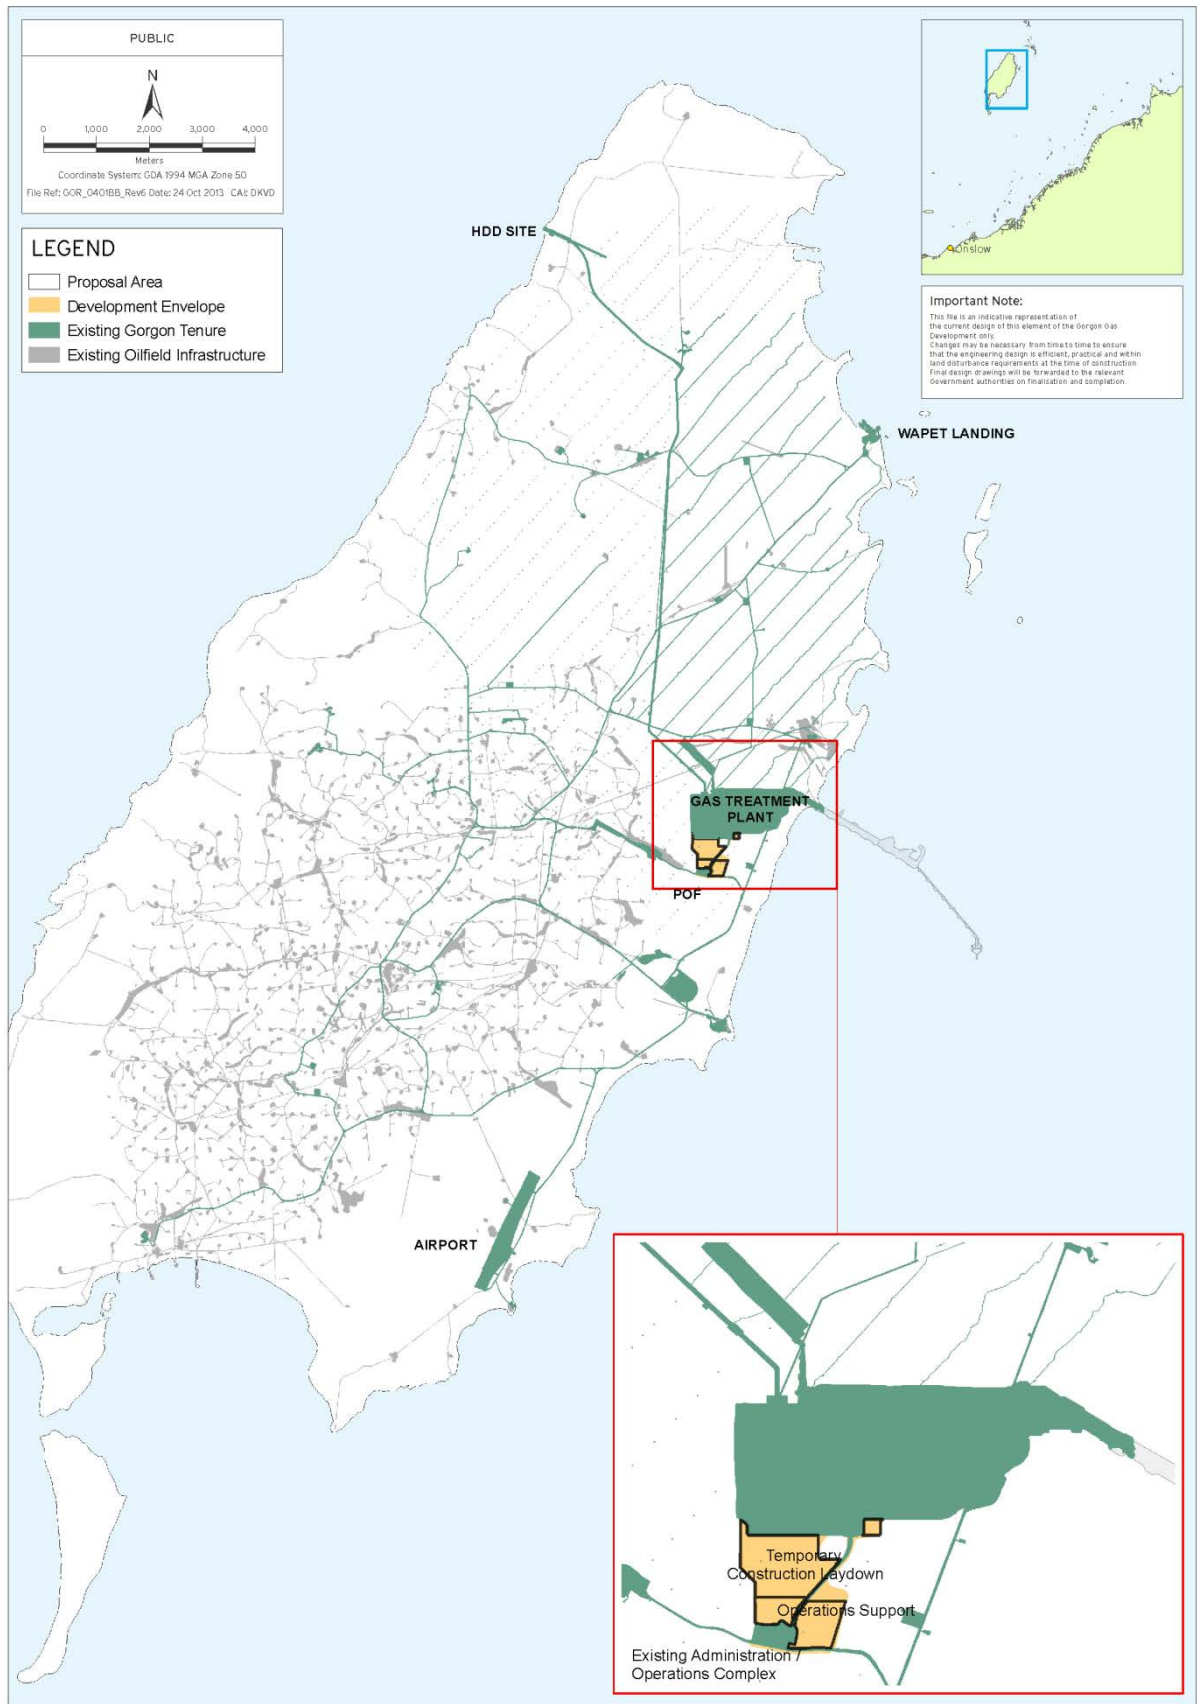 PUBLIC
N
0 1,000 2,000 3,000 4,000
Meters
Coordinate System: GDA 1994 MGA Zone 50
File Ref: GOR_0401BB_Rev6 Date: 24 Oct 2013 CAt: DKVD
LEGEND
Proposal Area
Development Envelope
Existing Gorgon Tenure
Existing Oilfield Infrastructure
Onslow
Important Note:
This file is an indicative representation of
the current design of this element of the Gorgon Gas
Development only.
Changes may be necessary from time to time to ensure
that the engineering design is efficient, practical and within
land disturbance requirements at the time of construction.
Final design drawings will be forwarded to the relevant
Government authorities on finalisation and completion.
HDD SITE
WAPET LANDING
GAS TREATMENT
PLANT
POF
AIRPORT
Temporary
Construction Laydown
Operations Support
Existing Administration /
Operations Complex